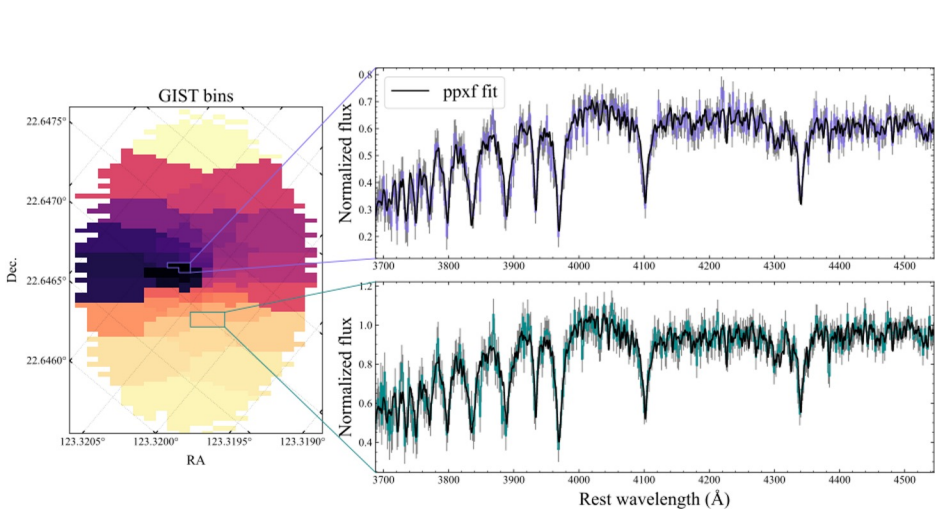 GIST bins
22.6475°
22.6470°
22.6465°
22.6460°
Dec.
123.3205° 123.3200° 123.3195° 123.3190°
RA
ppxf fit
Normalized flux
0.8
0.7
0.6
0.5
0.4
0.3
0.2
3700 3800 3900 4000 4100 4200 4300 4400 4500
Normalized flux
1.2
1.0
0.8
0.6
0.4
3700 3800 3900 4000 4100 4200 4300 4400 4500
Rest wavelength (Å)